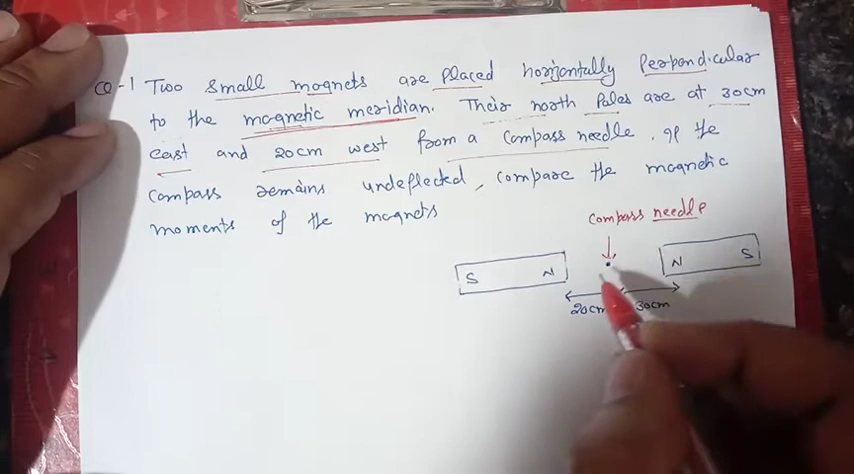 Q-1 Two small magnets are placed horizontally perpendicular
to the magnetic meridian. Their north Poles are at 30cm
east and 20cm west from a compass needle. If the
compass remains undeflected, compare the magnetic
moments of the magnets
compass needle
S N N S
20cm 30cm